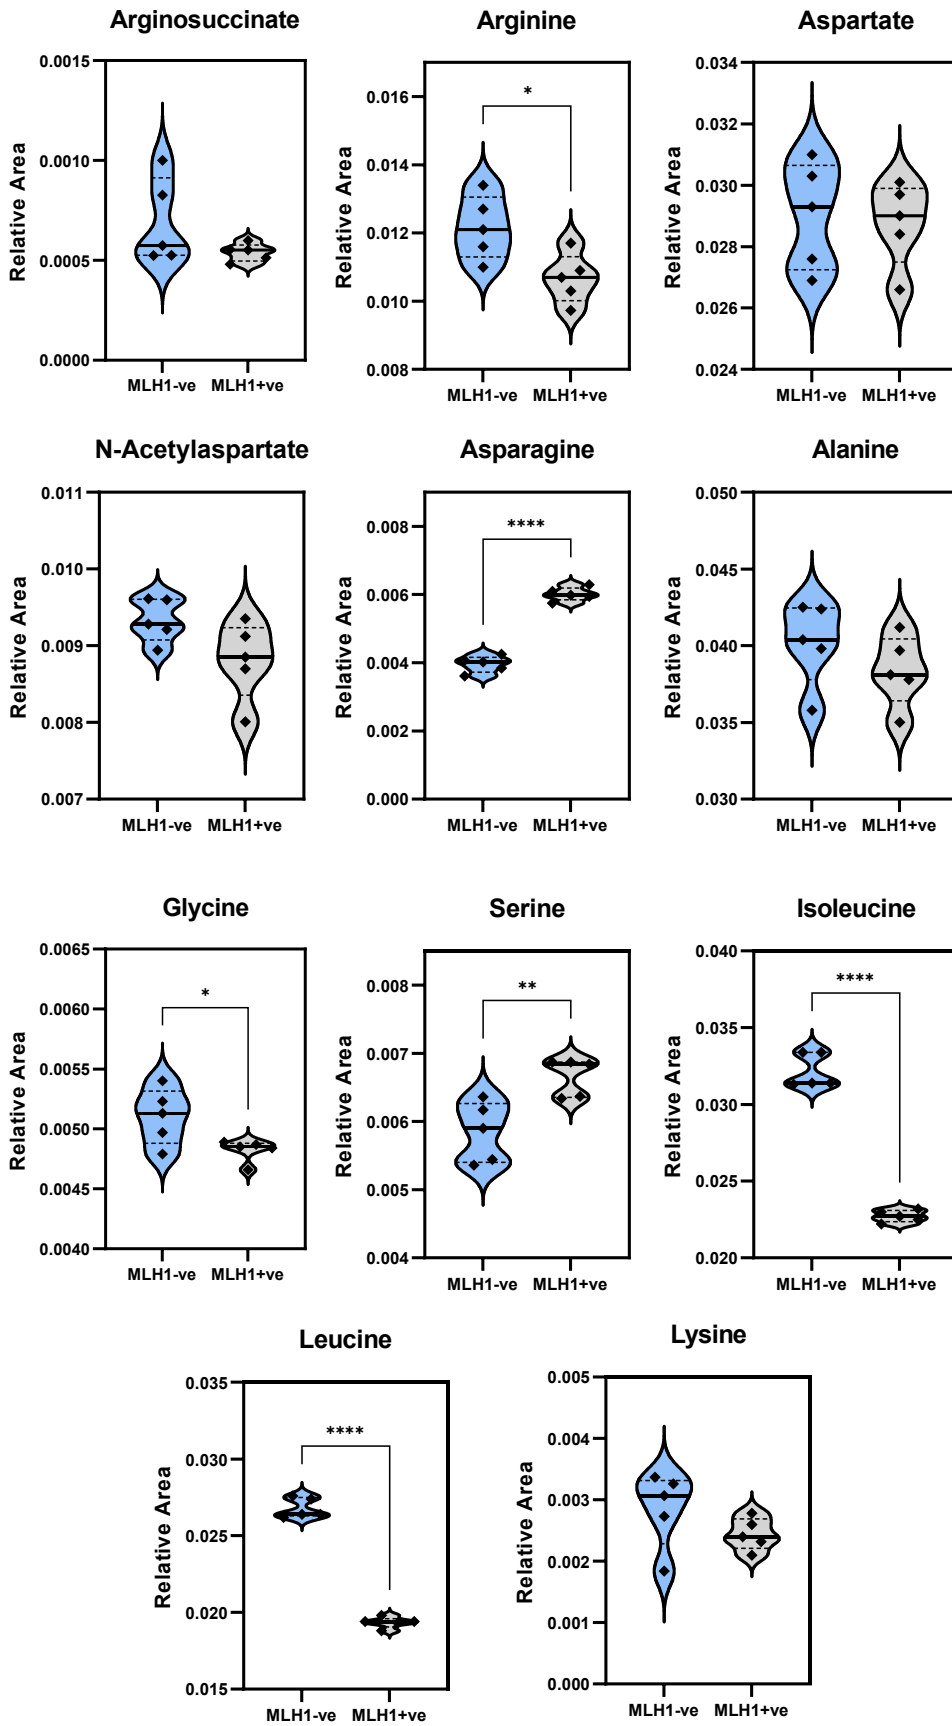 Arginosuccinate
Relative Area
0.0015
0.0010
0.0005
0.0000
MLH1-ve MLH1+ve
Arginine
Relative Area
0.016
0.014
0.012
0.010
0.008
*
MLH1-ve MLH1+ve
Aspartate
Relative Area
0.034
0.032
0.030
0.028
0.026
0.024
MLH1-ve MLH1+ve
N-Acetylaspartate
Relative Area
0.011
0.010
0.009
0.008
0.007
MLH1-ve MLH1+ve
Asparagine
Relative Area
0.008
0.006
0.004
0.002
0.000
****
MLH1-ve MLH1+ve
Alanine
Relative Area
0.050
0.045
0.040
0.035
0.030
MLH1-ve MLH1+ve
Glycine
Relative Area
0.0065
0.0060
0.0055
0.0050
0.0045
0.0040
*
MLH1-ve MLH1+ve
Serine
Relative Area
0.008
0.007
0.006
0.005
0.004
**
MLH1-ve MLH1+ve
Isoleucine
Relative Area
0.040
0.035
0.030
0.025
0.020
****
MLH1-ve MLH1+ve
Leucine
Relative Area
0.035
0.030
0.025
0.020
0.015
****
MLH1-ve MLH1+ve
Lysine
Relative Area
0.005
0.004
0.003
0.002
0.001
0.000
MLH1-ve MLH1+ve